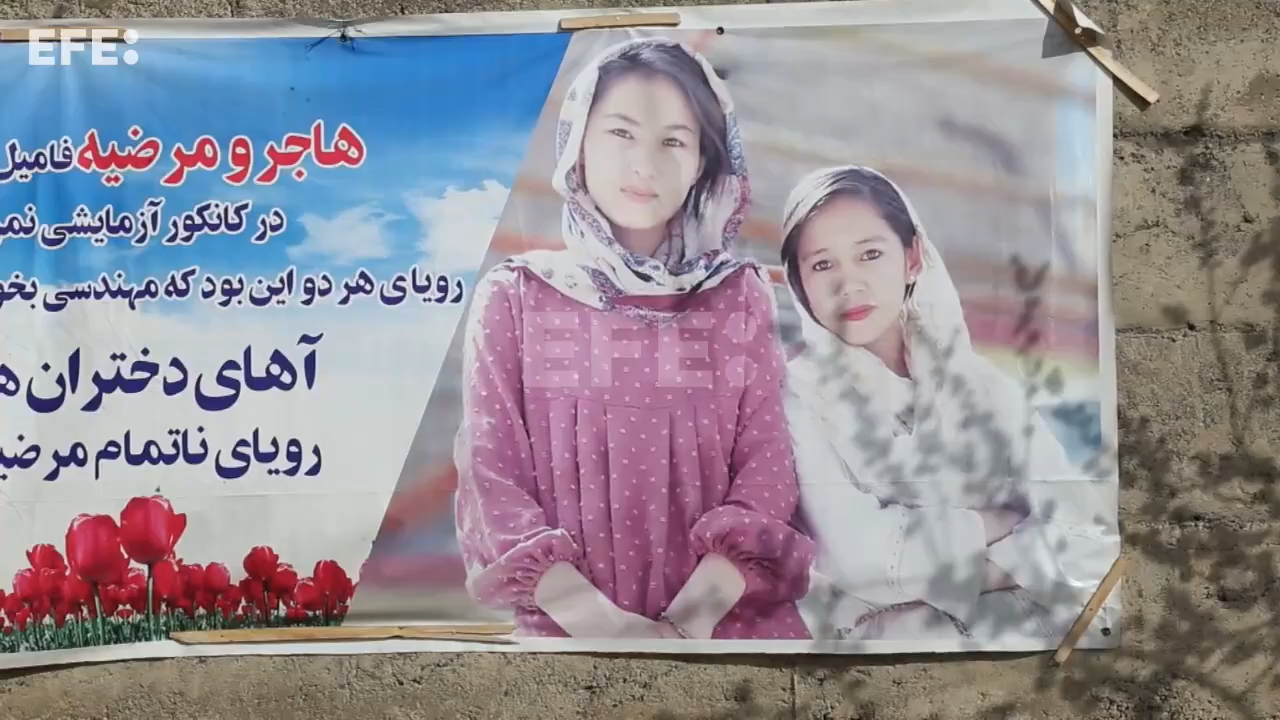 EFE:
هاجر و مرضیه فامیل
در کانکور آزمایشی
رویای هر دو این بود که مهندسی
آهای دختران
رویای ناتمام
EFE: